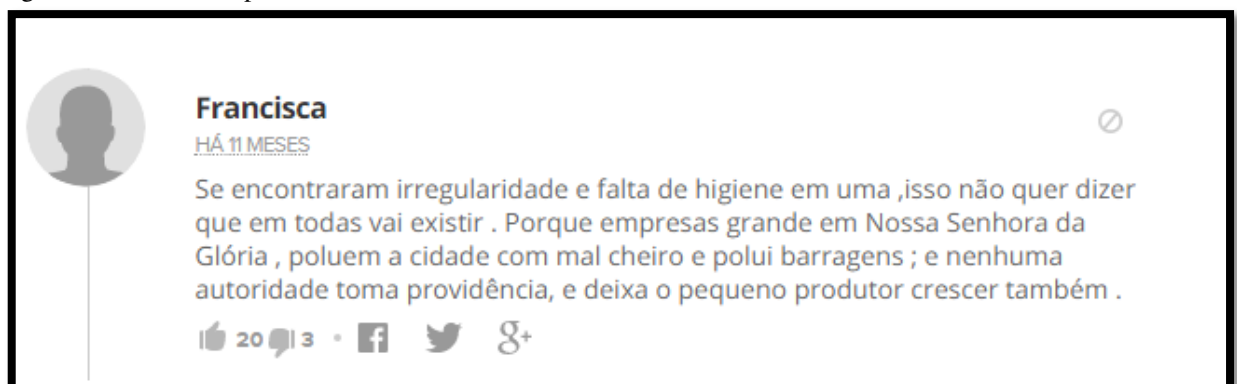 Francisca
HÁ 11 MESES
Se encontraram irregularidade e falta de higiene em uma ,isso não quer dizer
que em todas vai existir . Porque empresas grande em Nossa Senhora da
Glória , poluem a cidade com mal cheiro e polui barragens ; e nenhuma
autoridade toma providência, e deixa o pequeno produtor crescer também .
20 3